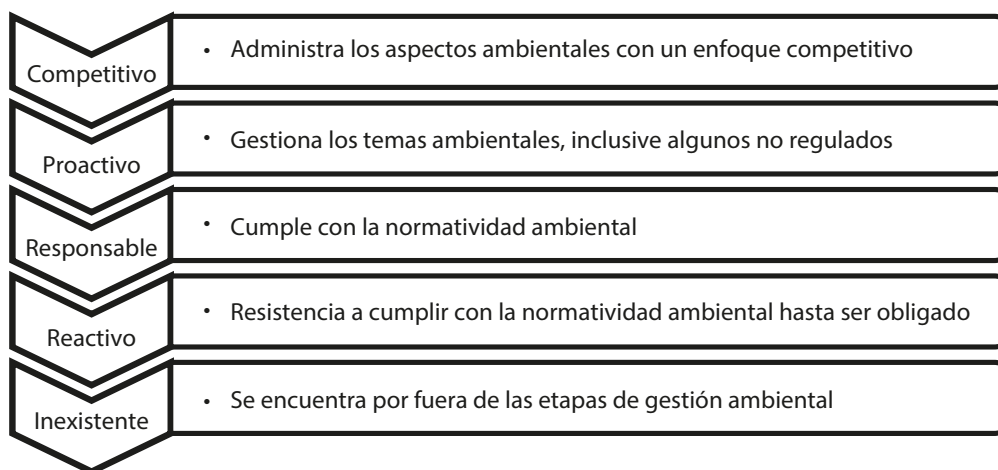 Competitivo
• Administra los aspectos ambientales con un enfoque competitivo
Proactivo
• Gestiona los temas ambientales, inclusive algunos no regulados
Responsable
• Cumple con la normatividad ambiental
Reactivo
• Resistencia a cumplir con la normatividad ambiental hasta ser obligado
Inexistente
• Se encuentra por fuera de las etapas de gestión ambiental